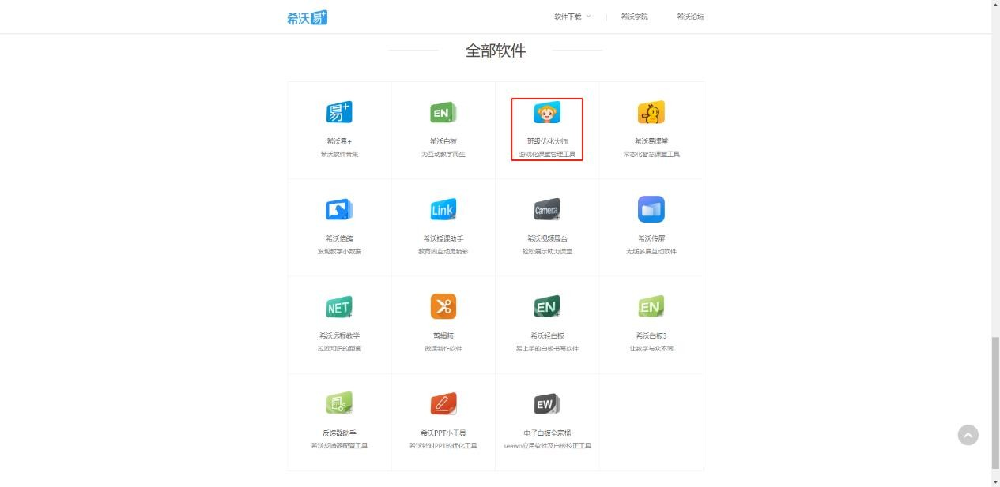 希沃易+
软件下载 希沃学院 希沃论坛
全部软件
易+
EN
希沃易+
希沃白板
班级优化大师
希沃易课堂
希沃软件合集
为互动教学而生
游戏化课堂管理工具
常态化智慧课堂工具
Link
Camera
希沃信鸽
希沃授课助手
希沃视频展台
希沃传屏
发现教学小数据
教育因互动更精彩
轻松展示助力课堂
无线多屏互动软件
NET
EN
EN
希沃远程教学
剪辑师
希沃轻白板
希沃白板3
拉近知识的距离
微课制作软件
易上手的白板书写软件
让教学与众不同
EW
反馈器助手
希沃PPT小工具
电子白板全家桶
希沃反馈器配置工具
希沃针对PPT的优化工具
seewo应用软件及白板校正工具